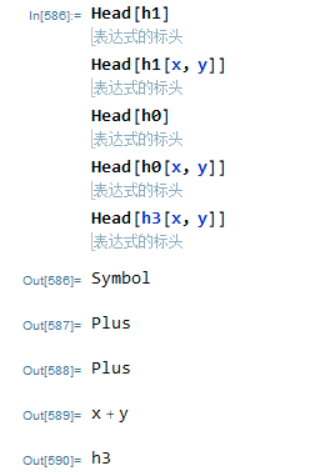 In[586]:= Head[h1]
表达式的标头
Head[h1[x, y]]
表达式的标头
Head[h0]
表达式的标头
Head[h0[x, y]]
表达式的标头
Head[h3[x, y]]
表达式的标头
Out[586]= Symbol
Out[587]= Plus
Out[588]= Plus
Out[589]= x + y
Out[590]= h3